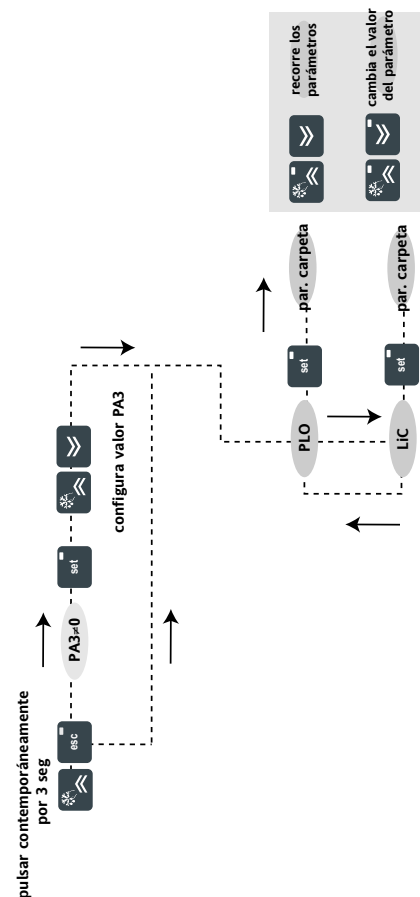 pulsar contemporáneamente
por 3 seg
esc
PA3≠0
set
configura valor PA3
PLO
set
par. carpeta
LiC
set
par. carpeta
recorre los
parámetros
cambia el valor
del parámetro